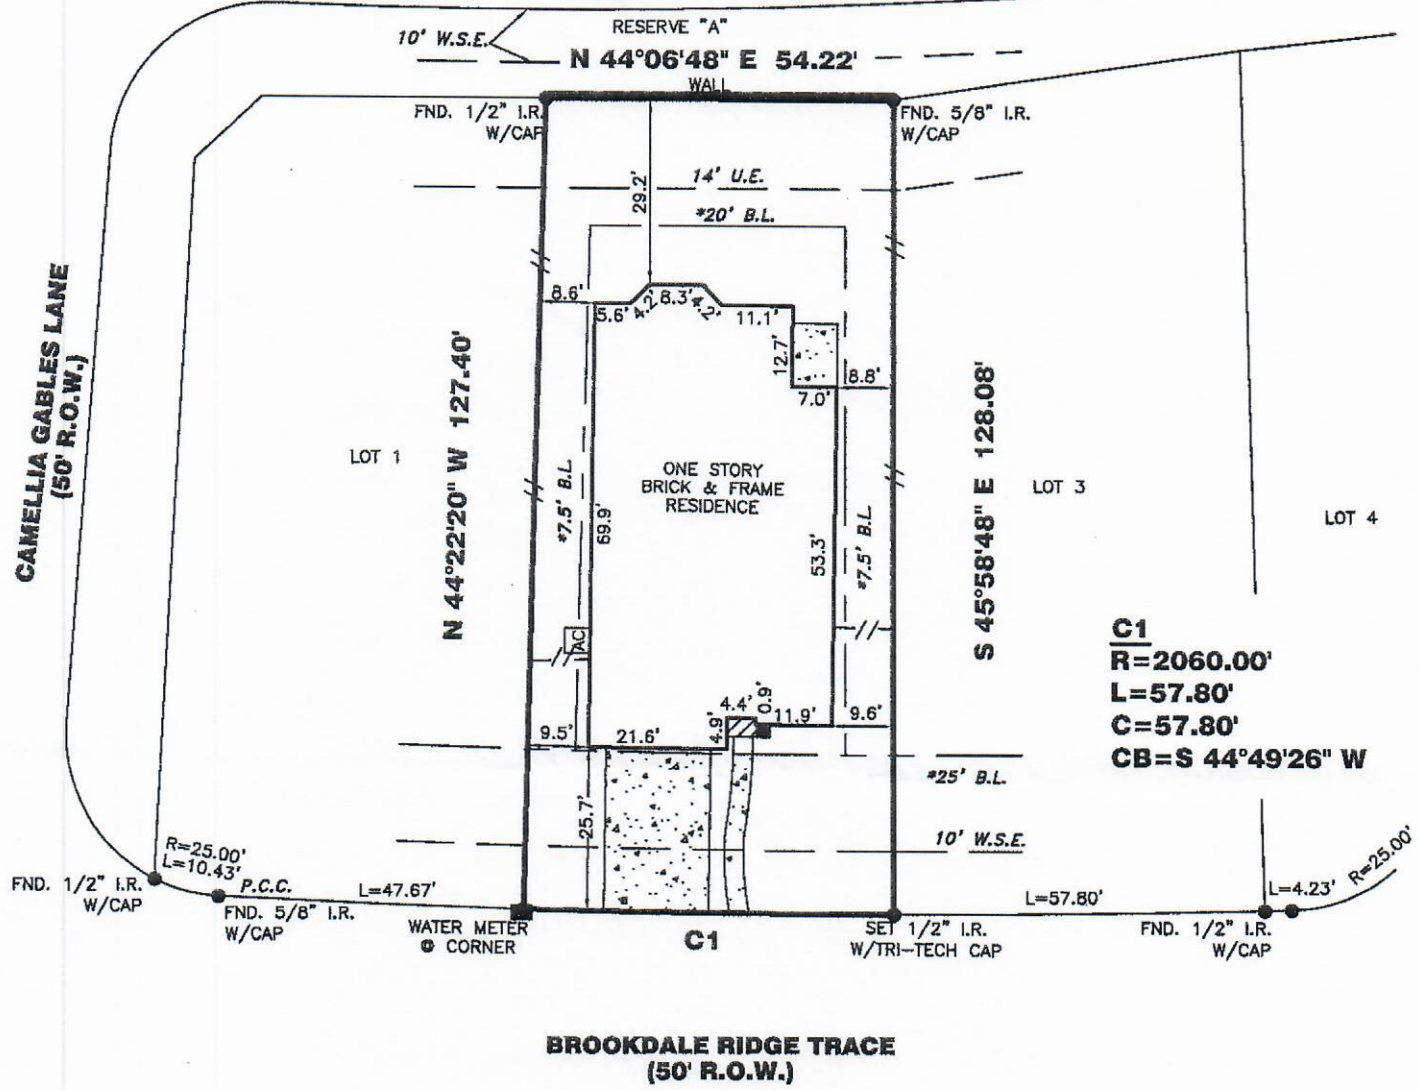 RESERVE "A"
10' W.S.E.
N 44°06'48" E 54.22'
WALL
FND. 1/2" I.R.
W/CAP
FND. 5/8" I.R.
W/CAP
14' U.E.
29.2'
*20' B.L.
8.6'
5.6'
4.2'
8.3'
4.2'
11.1'
12.7'
7.0'
8.8'
CAMELLIA GABLES LANE
(50' R.O.W.)
LOT 1
N 44°22'20" W 127.40'
*7.5' B.L.
69.9'
ONE STORY
BRICK & FRAME
RESIDENCE
53.3'
*7.5' B.L.
S 45°58'48" E 128.08'
LOT 3
LOT 4
AC
C1
R=2060.00'
L=57.80'
C=57.80'
CB=S 44°49'26" W
9.5'
21.6'
4.9'
4.4'
0.9'
11.9'
9.6'
*25' B.L.
25.7'
10' W.S.E.
R=25.00'
L=10.43'
FND. 1/2" I.R.
W/CAP
P.C.C.
FND. 5/8" I.R.
W/CAP
L=47.67'
WATER METER
@ CORNER
C1
SET 1/2" I.R.
W/TRI-TECH CAP
L=57.80'
FND. 1/2" I.R.
W/CAP
L=4.23'
R=25.00'
BROOKDALE RIDGE TRACE
(50' R.O.W.)